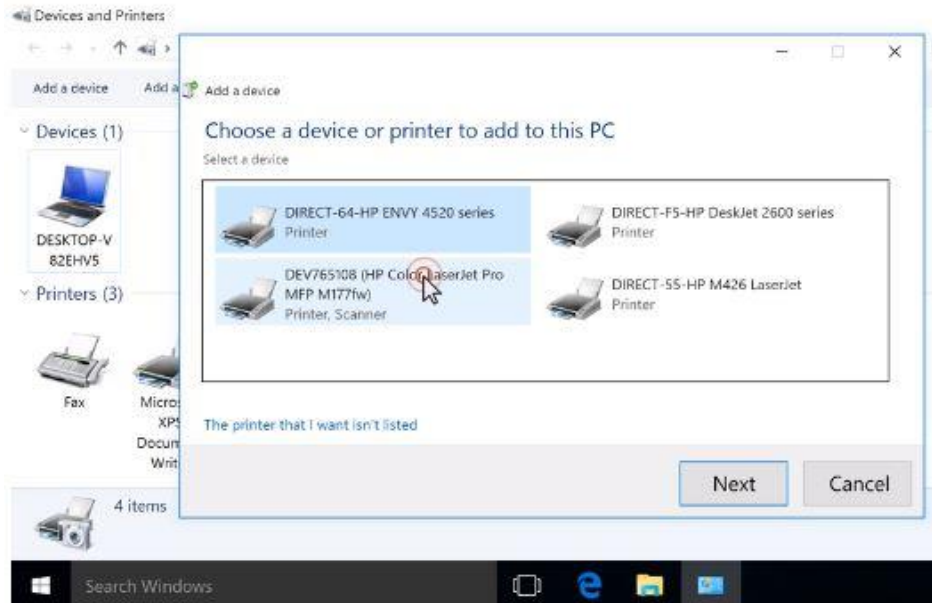 Devices and Printers
Add a device
Add a
Add a device
Choose a device or printer to add to this PC
Select a device
DIRECT-64-HP ENVY 4520 series
Printer
DIRECT-F5-HP DeskJet 2600 series
Printer
DEV765108 (HP Color LaserJet Pro
MFP M177fw)
Printer, Scanner
DIRECT-55-HP M426 LaserJet
Printer
The printer that I want isn't listed
Next
Cancel
Devices (1)
DESKTOP-V
82EHV5
Printers (3)
Fax
Micro
XPS
Docum
Writ
4 items
Search Windows